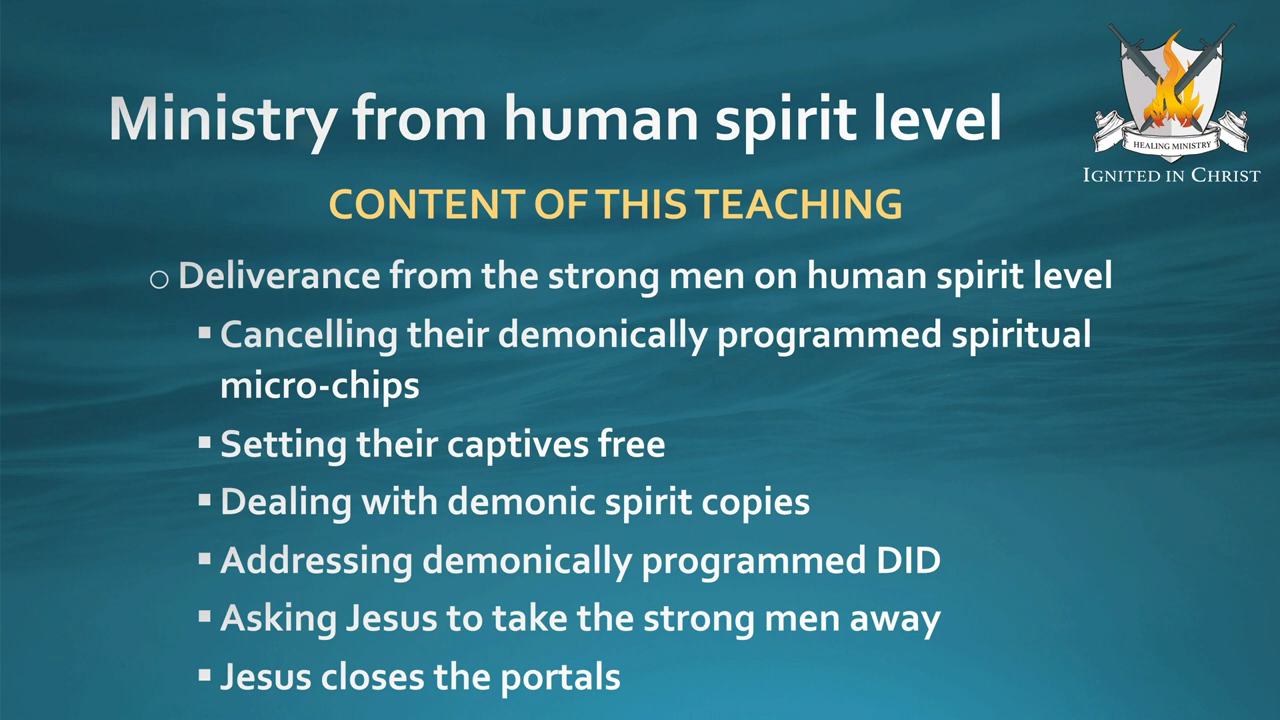 HEALING MINISTRY
IGNITED IN CHRIST
Ministry from human spirit level
CONTENT OF THIS TEACHING
o Deliverance from the strong men on human spirit level
▪ Cancelling their demonically programmed spiritual
micro-chips
▪ Setting their captives free
▪ Dealing with demonic spirit copies
▪ Addressing demonically programmed DID
▪ Asking Jesus to take the strong men away
▪ Jesus closes the portals